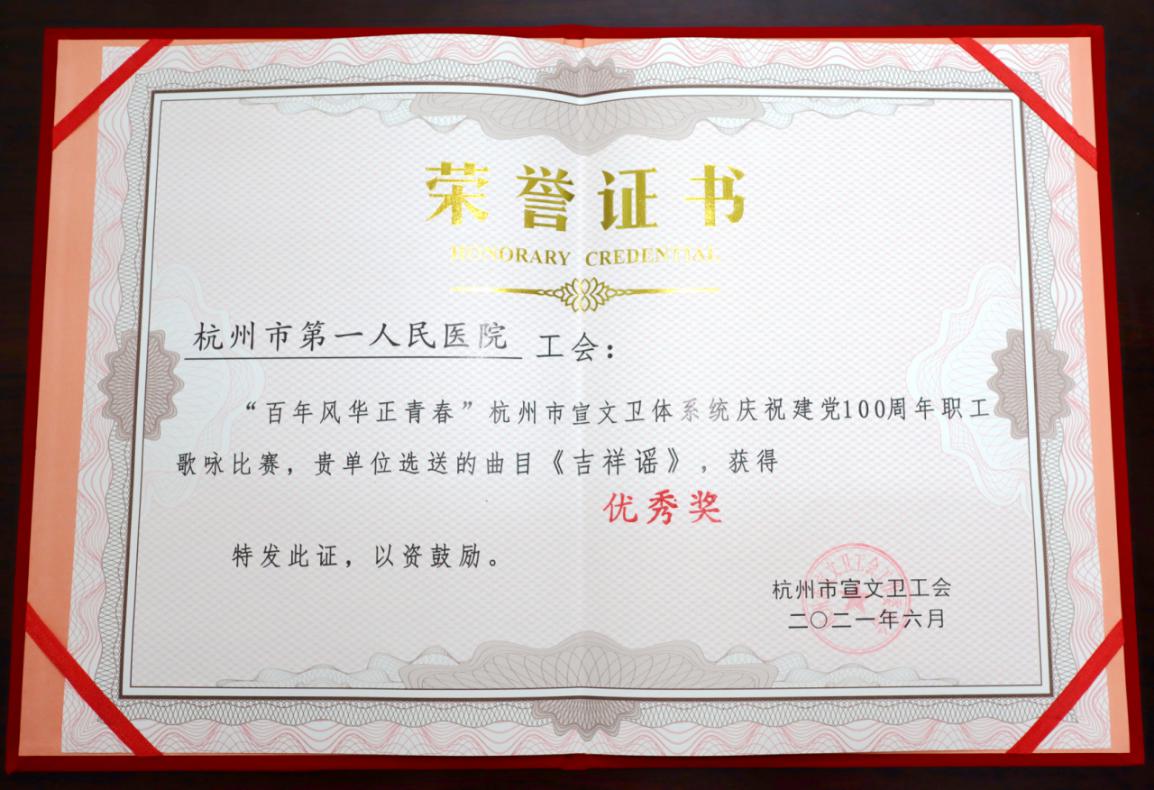 荣誉证书
HONORARY CREDENTIAL
杭州市第一人民医院 工会：
“百年风华正青春”杭州市宣文卫体系统庆祝建党100周年职工
歌咏比赛，贵单位选送的曲目《吉祥谣》，获得
优秀奖
特发此证，以资鼓励。
杭州市宣文卫工会
二〇二一年六月